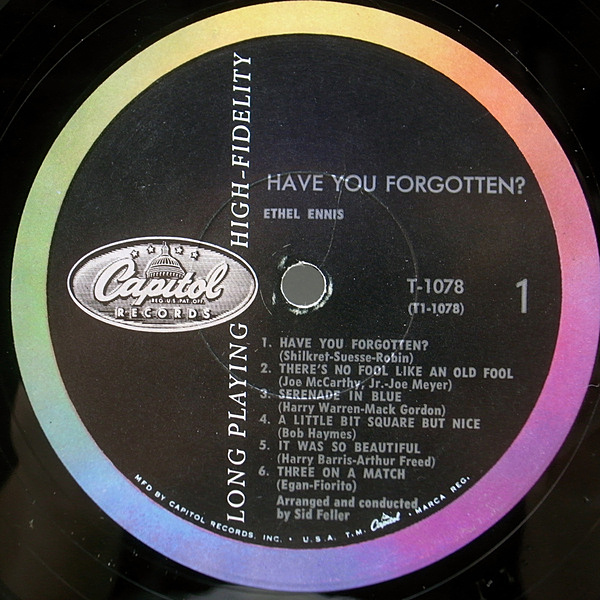 HAVE YOU FORGOTTEN?
ETHEL ENNIS
LONG PLAYING HIGH-FIDELITY
Capitol
REG. U.S. PAT. OFF.
RECORDS
T-1078
(T1-1078)
1
1. HAVE YOU FORGOTTEN?
(Shilkret-Suesse-Robin)
2. THERE'S NO FOOL LIKE AN OLD FOOL
(Joe McCarthy, Jr.-Joe Meyer)
3. SERENADE IN BLUE
(Harry Warren-Mack Gordon)
4. A LITTLE BIT SQUARE BUT NICE
(Bob Haymes)
5. IT WAS SO BEAUTIFUL
(Harry Barris-Arthur Freed)
6. THREE ON A MATCH
(Egan-Fiorito)
Arranged and conducted
by Sid Feller
MFD BY CAPITOL RECORDS, INC. • U.S.A. T.M. Capitol • MARCA REG.